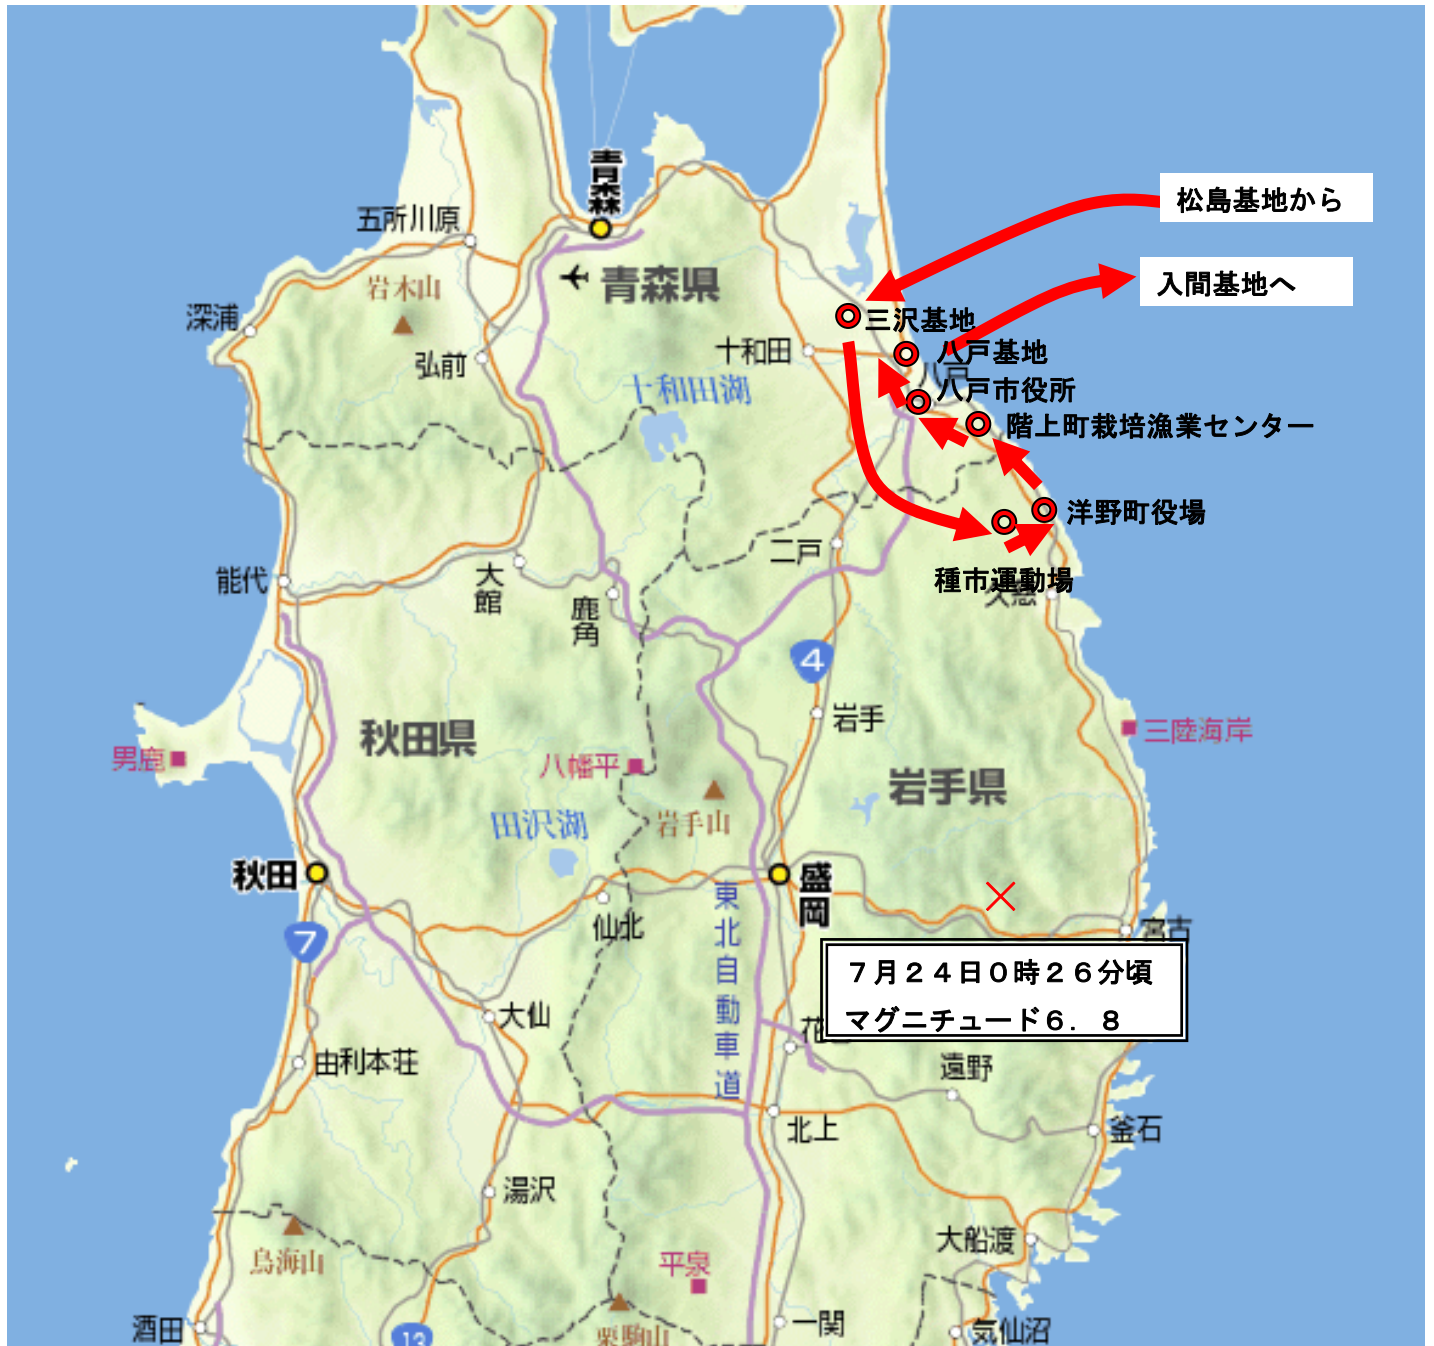 青森
五所川原
岩木山
青森県
深浦
弘前
十和田
十和田湖
松島基地から
入間基地へ
三沢基地
八戸基地
八戸
八戸市役所
階上町栽培漁業センター
洋野町役場
種市運動場
二戸
能代
大館
鹿角
4
岩手
秋田県
男鹿
八幡平
三陸海岸
岩手県
田沢湖
岩手山
秋田
盛岡
東北自動車道
仙北
宮古
7
7月24日0時26分頃
マグニチュード6.8
大仙
由利本荘
遠野
北上
釜石
湯沢
大船渡
鳥海山
平泉
酒田
13
栗駒山
一関
気仙沼